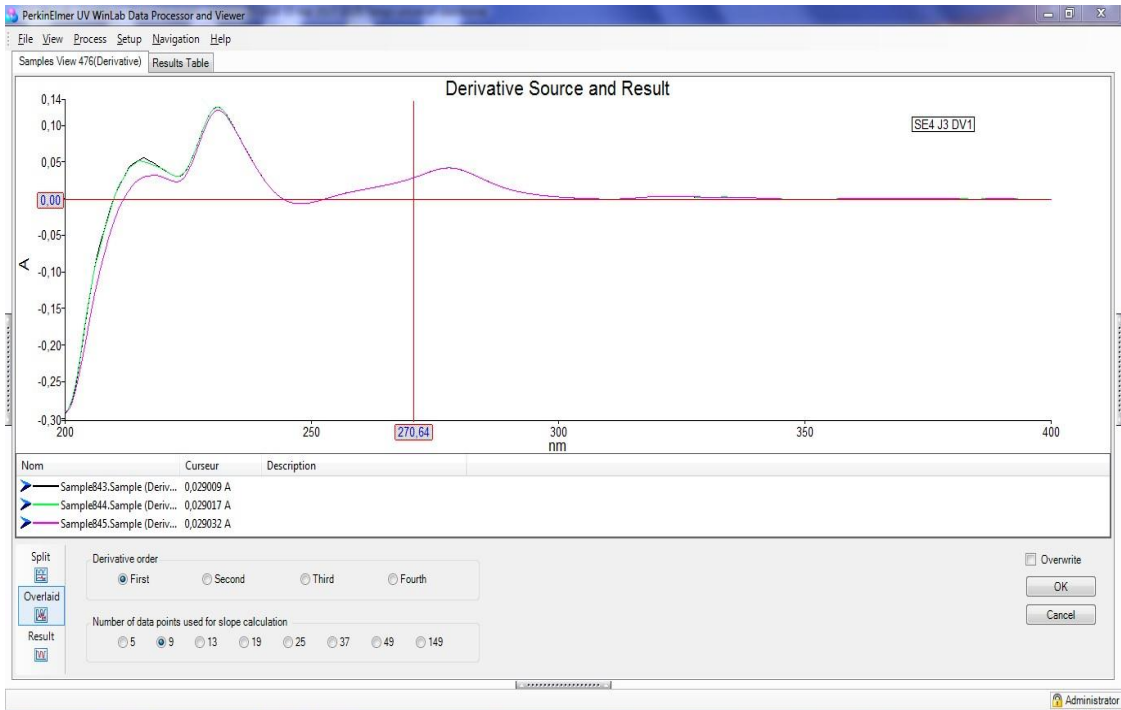 PerkinElmer UV WinLab Data Processor and Viewer
File View Process Setup Navigation Help
Samples View 476(Derivative) Results Table
Derivative Source and Result
SE4 J3 DV1
0,14
0,10
0,05
0,00
-0,05
-0,10
-0,15
-0,20
-0,25
-0,30
A
200 250 270,64 300 350 400
nm
Nom Curseur Description
Sample843.Sample (Deriv... 0,029009 A
Sample844.Sample (Deriv... 0,029017 A
Sample845.Sample (Deriv... 0,029032 A
Split
Overlaid
Result
Derivative order
First Second Third Fourth
Number of data points used for slope calculation
5 9 13 19 25 37 49 149
Overwrite
OK
Cancel
Administrator